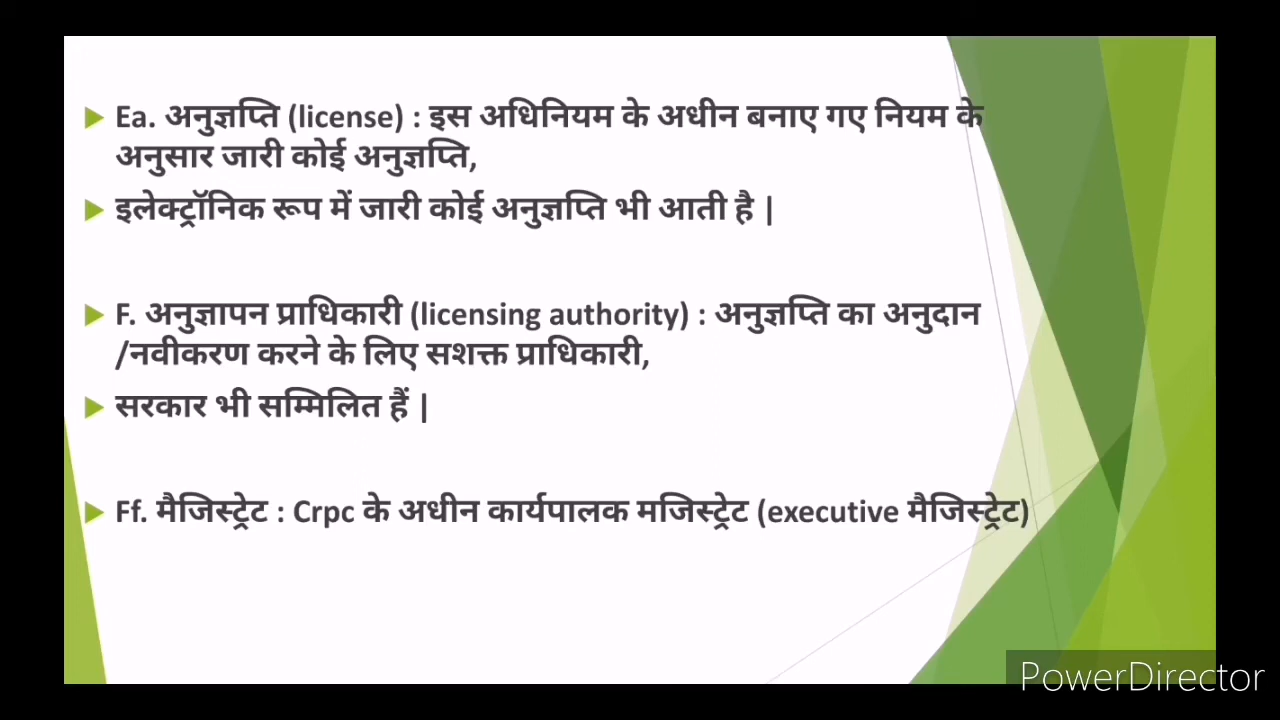 Ea. अनुज्ञप्ति (license) : इस अधिनियम के अधीन बनाए गए नियम के
अनुसार जारी कोई अनुज्ञप्ति,
इलेक्ट्रॉनिक रूप में जारी कोई अनुज्ञप्ति भी आती है |
F. अनुज्ञापन प्राधिकारी (licensing authority) : अनुज्ञप्ति का अनुदान
/नवीकरण करने के लिए सशक्त प्राधिकारी,
सरकार भी सम्मिलित हैं |
Ff. मैजिस्ट्रेट : Crpc के अधीन कार्यपालक मजिस्ट्रेट (executive मैजिस्ट्रेट)
PowerDirector